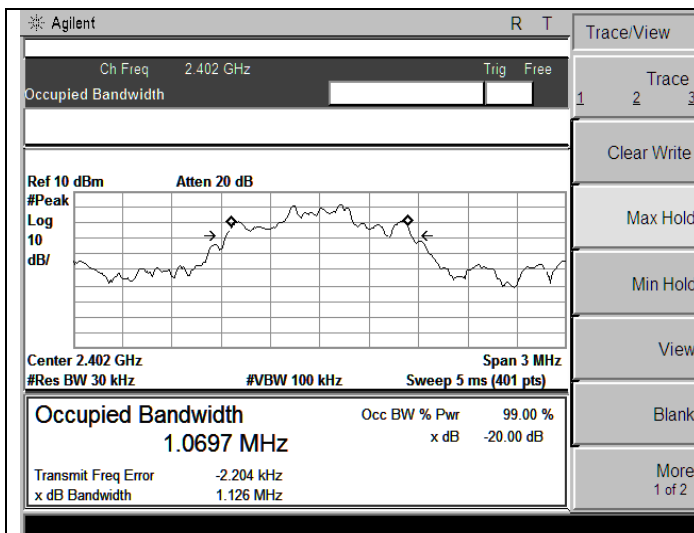 Agilent R T
Ch Freq 2.402 GHz Trig Free
Occupied Bandwidth
Ref 10 dBm Atten 20 dB
#Peak
Log
10
dB/
Center 2.402 GHz Span 3 MHz
#Res BW 30 kHz #VBW 100 kHz Sweep 5 ms (401 pts)
Occupied Bandwidth
1.0697 MHz
Occ BW % Pwr 99.00 %
x dB -20.00 dB
Transmit Freq Error -2.204 kHz
x dB Bandwidth 1.126 MHz
Trace/View
Trace
1 2 3
Clear Write
Max Hold
Min Hold
View
Blank
More
1 of 2